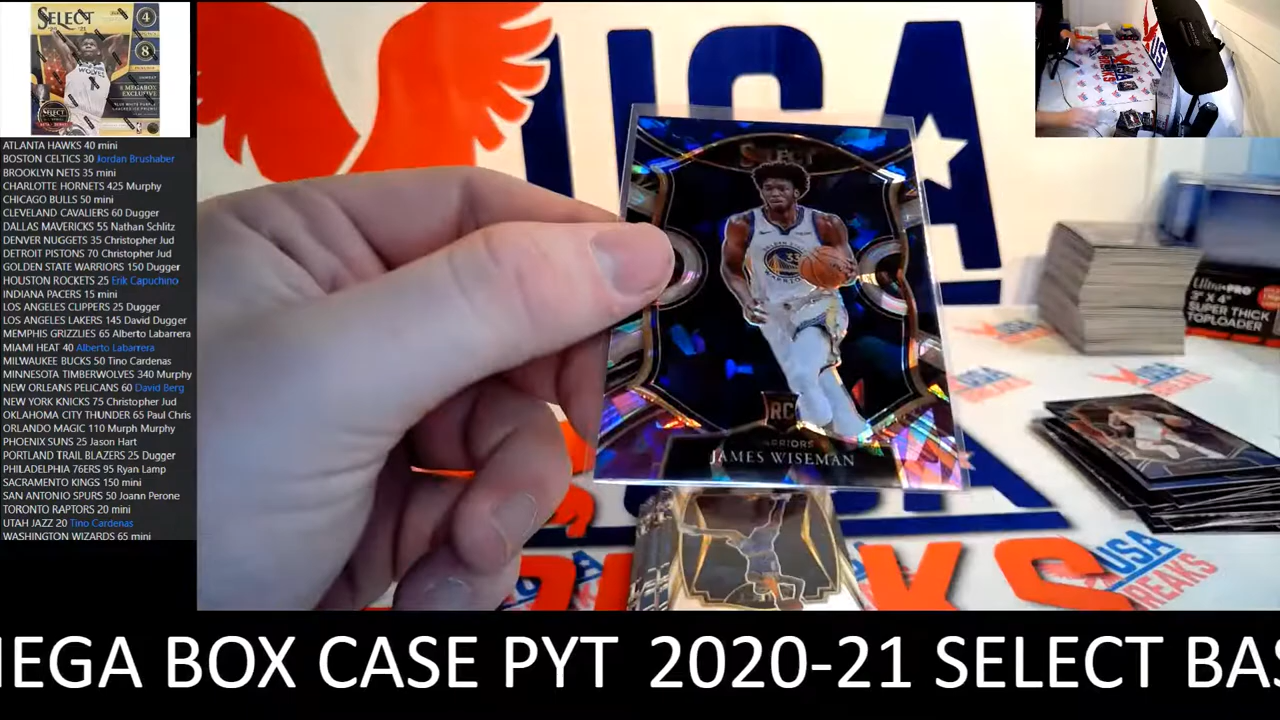 SELECT
4
8
WOLVES
MEGABOX
EXCLUSIVE
SELECT
ATLANTA HAWKS 40 mini
BOSTON CELTICS 30 Jordan Brushaber
BROOKLYN NETS 35 mini
CHARLOTTE HORNETS 425 Murphy
CHICAGO BULLS 50 mini
CLEVELAND CAVALIERS 60 Dugger
DALLAS MAVERICKS 55 Nathan Schlitz
DENVER NUGGETS 35 Christopher Jud
DETROIT PISTONS 70 Christopher Jud
GOLDEN STATE WARRIORS 150 Dugger
HOUSTON ROCKETS 25 Erik Capuchino
INDIANA PACERS 15 mini
LOS ANGELES CLIPPERS 25 Dugger
LOS ANGELES LAKERS 145 David Dugger
MEMPHIS GRIZZLIES 65 Alberto Labarrera
MIAMI HEAT 40 Alberto Labarrera
MILWAUKEE BUCKS 50 Tino Cardenas
MINNESOTA TIMBERWOLVES 340 Murphy
NEW ORLEANS PELICANS 60 David Berg
NEW YORK KNICKS 75 Christopher Jud
OKLAHOMA CITY THUNDER 65 Paul Chris
ORLANDO MAGIC 110 Murph Murphy
PHOENIX SUNS 25 Jason Hart
PORTLAND TRAIL BLAZERS 25 Dugger
PHILADELPHIA 76ERS 95 Ryan Lamp
SACRAMENTO KINGS 150 mini
SAN ANTONIO SPURS 50 Joann Perone
TORONTO RAPTORS 20 mini
UTAH JAZZ 20 Tino Cardenas
WASHINGTON WIZARDS 65 mini
USA
SELECT
33
RC
WARRIORS
JAMES WISEMAN
Ultra PRO
3" X 4"
SUPER THICK
TOPLOADER
USA
USA
USA
BREAKS
MEGA BOX CASE PYT 2020-21 SELECT BAS